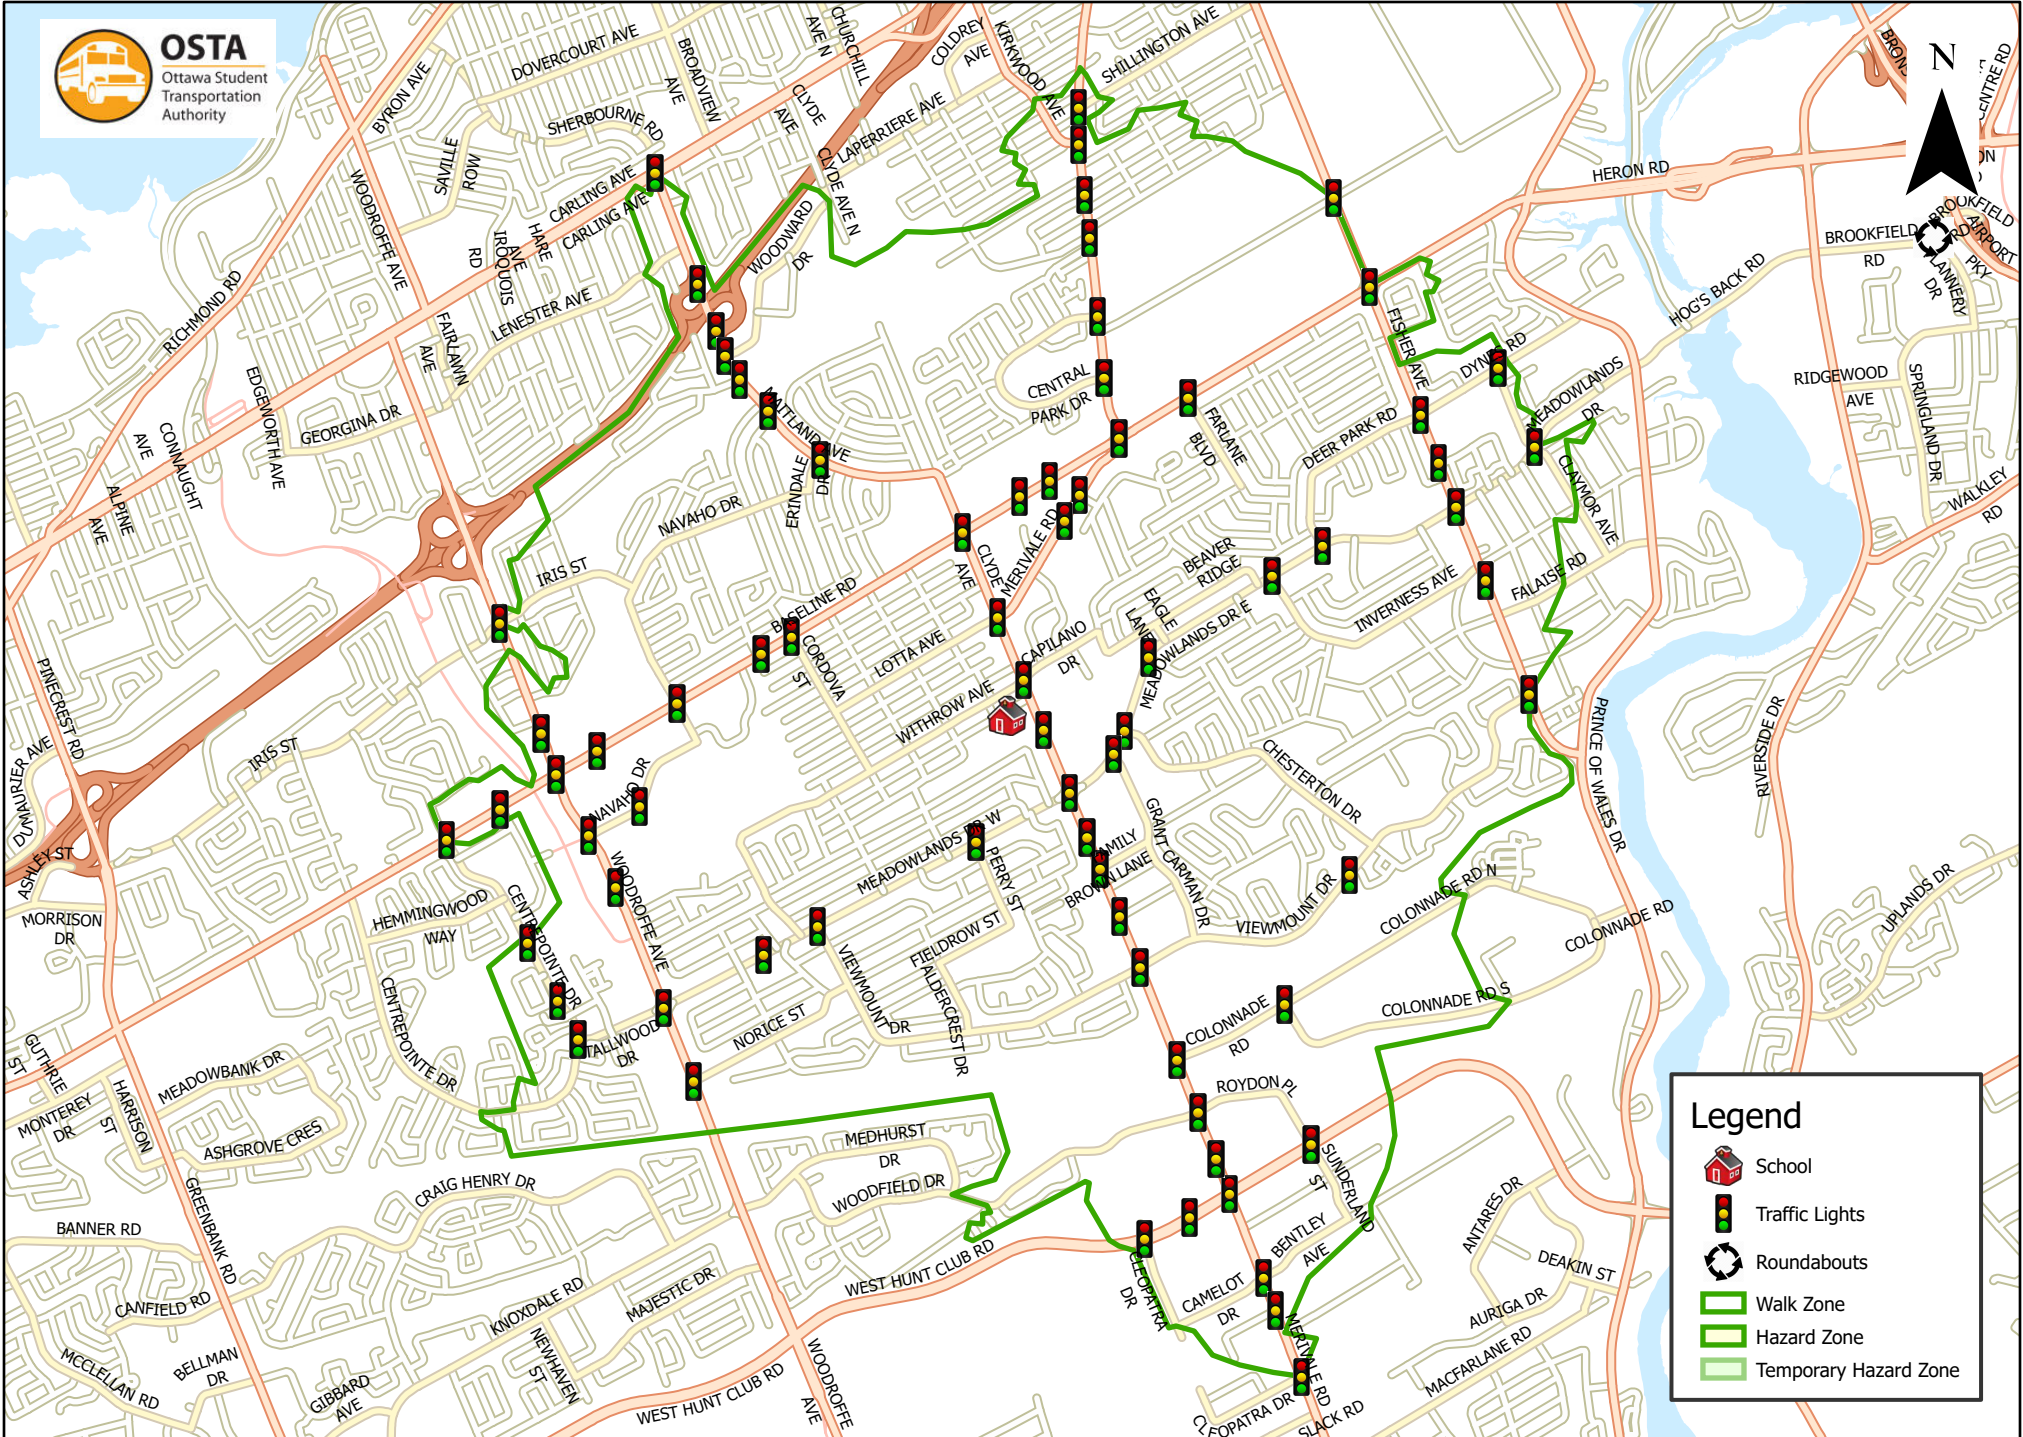 OSTA
Ottawa Student
Transportation
Authority
N
BYRON AVE
DOVERCOURT AVE
BROADVIEW
AVE
CHURCHILL
AVE N
COLDREY
AVE
KIRKWOOD AVE
SHILLINGTON AVE
CLYDE
AVE
LAPERRIERE AVE
SHERBOURNE RD
SAVILLE
ROW
WOODROFFE AVE
CARLING AVE
CARLING AVE
HARE
AVE
IROQUOIS
RD
CLYDE AVE N
WOODWARD
DR
HERON RD
CENTRE RD
BROOKFIELD
RD
BROOKFIELD
RD
AIRPORT
PKY
HOG'S BACK RD
RICHMOND RD
LENESTER AVE
FAIRLAWN
AVE
EDGEWORTH AVE
GEORGINA DR
CONNAUGHT
AVE
ALPINE
AVE
MAITLAND AVE
ERINDALE
DR
NAVAHO DR
CENTRAL
PARK DR
FARLANE
BLVD
FISHER AVE
DYNES RD
DEER PARK RD
MEADOWLANDS
DR
CLAYMOR AVE
RIDGEWOOD
AVE
SPRINGLAND DR
WALKLEY
RD
IRIS ST
BASELINE RD
CLYDE
AVE
MERIVALE RD
BEAVER
RIDGE
EAGLE
LANE
MEADOWLANDS DR E
INVERNESS AVE
FALAISE RD
CORDOVA
ST
LOTTA AVE
CAPILANO
DR
WITHROW AVE
PINECREST RD
DUMAURIER AVE
IRIS ST
PRINCE OF WALES DR
RIVERSIDE DR
CHESTERTON DR
NAVAHO DR
MEADOWLANDS DR W
PERRY ST
GRANT CARMAN DR
FAMILY
BROWN LANE
ASHLEY ST
MORRISON
DR
HEMMINGWOOD
WAY
CENTREPOINTE DR
WOODROFFE AVE
VIEWMOUNT DR
FIELDROW ST
VIEWMOUNT
DR
ALDERCREST DR
COLONNADE RD N
COLONNADE RD
COLONNADE RD S
UPLANDS DR
CENTREPOINTE DR
TALLWOOD
DR
NORICE ST
COLONNADE
RD
GUTHRIE
ST
MONTEREY
DR
HARRISON
ST
MEADOWBANK DR
ASHGROVE CRES
ROYDON PL
MEDHURST
DR
WOODFIELD DR
SUNDERLAND
ST
CRAIG HENRY DR
GREENBANK RD
BANNER RD
CANFIELD RD
MCCLELLAN RD
BELLMAN
DR
GIBBARD
AVE
KNOXDALE RD
MAJESTIC DR
NEWHAVEN
ST
WEST HUNT CLUB RD
WEST HUNT CLUB RD
WOODROFFE
AVE
CLEOPATRA
DR
CAMELOT
DR
BENTLEY
AVE
MERIVALE RD
CLEOPATRA DR
SLACK RD
ANTARES DR
DEAKIN ST
AURIGA DR
MACFARLANE RD
Legend
School
Traffic Lights
Roundabouts
Walk Zone
Hazard Zone
Temporary Hazard Zone